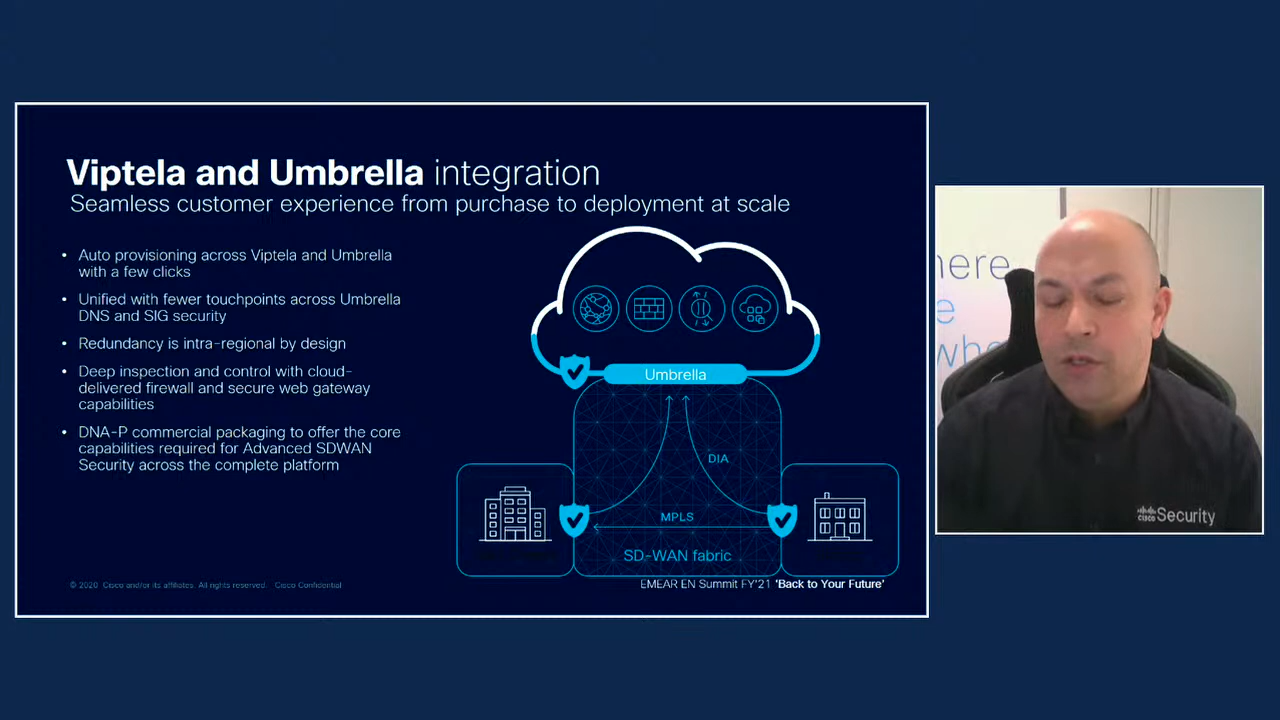 Viptela and Umbrella integration
Seamless customer experience from purchase to deployment at scale
• Auto provisioning across Viptela and Umbrella
with a few clicks
• Unified with fewer touchpoints across Umbrella
DNS and SIG security
• Redundancy is intra-regional by design
• Deep inspection and control with cloud-
delivered firewall and secure web gateway
capabilities
• DNA-P commercial packaging to offer the core
capabilities required for Advanced SDWAN
Security across the complete platform
Umbrella
DIA
MPLS
SD-WAN fabric
© 2020 Cisco and/or its affiliates. All rights reserved. Cisco Confidential
EMEAR EN Summit FY'21 'Back to Your Future'
cisco Security